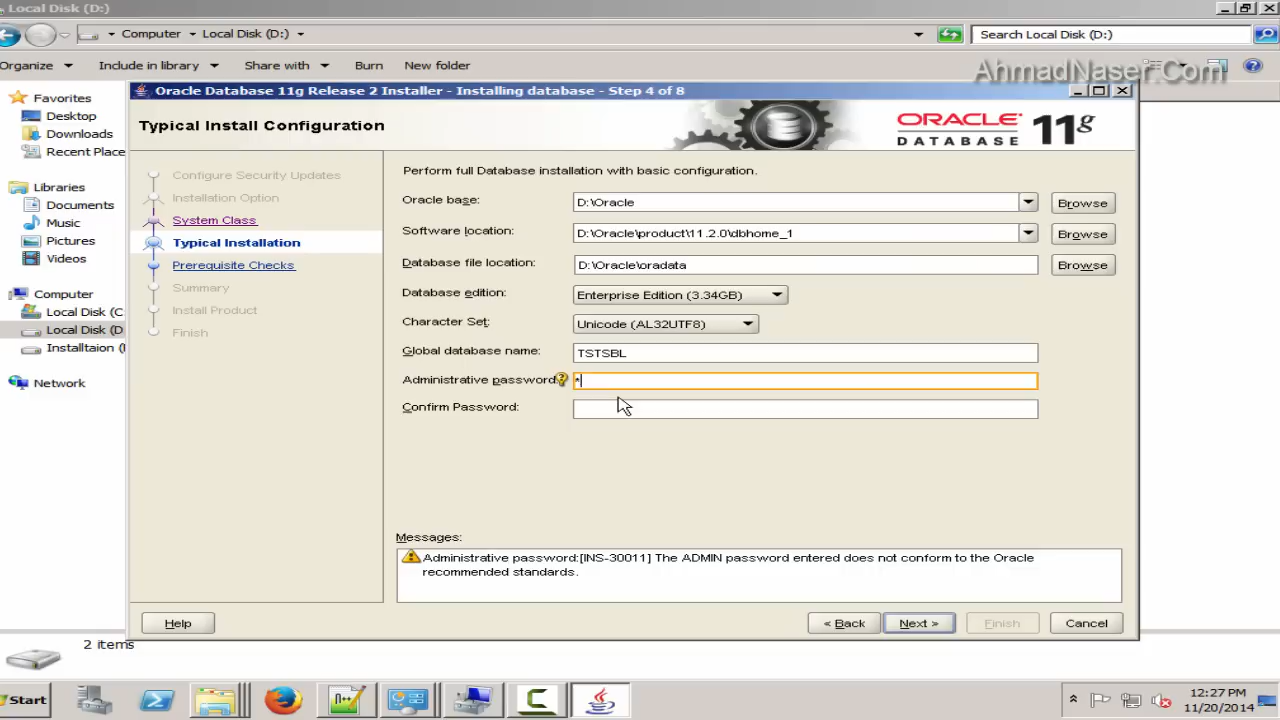 Local Disk (D:)
Computer
Local Disk (D:)
Search Local Disk (D:)
Organize
Include in library
Share with
Burn
New folder
AhmadNaser.Com
Favorites
Desktop
Downloads
Recent Place
Libraries
Documents
Music
Pictures
Videos
Computer
Local Disk (C
Local Disk (D
Installtaion (
Network
Oracle Database 11g Release 2 Installer - Installing database - Step 4 of 8
Typical Install Configuration
ORACLE
DATABASE
11g
Configure Security Updates
Installation Option
System Class
Typical Installation
Prerequisite Checks
Summary
Install Product
Finish
Perform full Database installation with basic configuration.
Oracle base: D:\Oracle Browse
Software location: D:\Oracle\product\11.2.0\dbhome_1 Browse
Database file location: D:\Oracle\oradata Browse
Database edition: Enterprise Edition (3.34GB)
Character Set: Unicode (AL32UTF8)
Global database name: TSTSBL
Administrative password: *
Confirm Password:
Messages:
Administrative password:[INS-30011] The ADMIN password entered does not conform to the Oracle
recommended standards.
Help
< Back
Next >
Finish
Cancel
2 items
Start
12:27 PM
11/20/2014